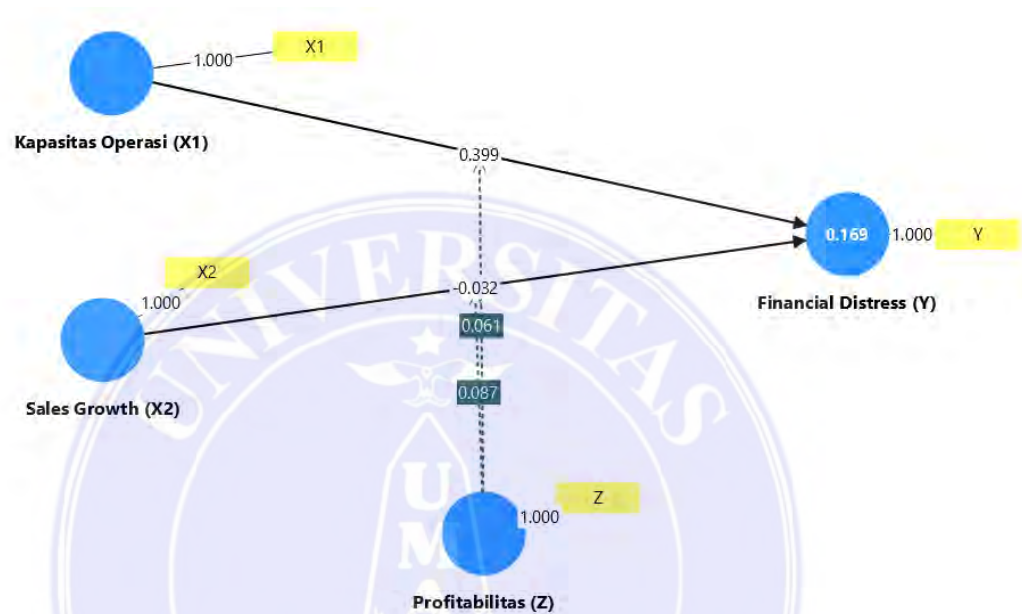 X1
1.000
Kapasitas Operasi (X1)
0.399
0.169
1.000
Y
Financial Distress (Y)
X2
1.000
-0.032
Sales Growth (X2)
0.061
0.087
Z
1.000
Profitabilitas (Z)
UNIVERSITAS
U
M
A